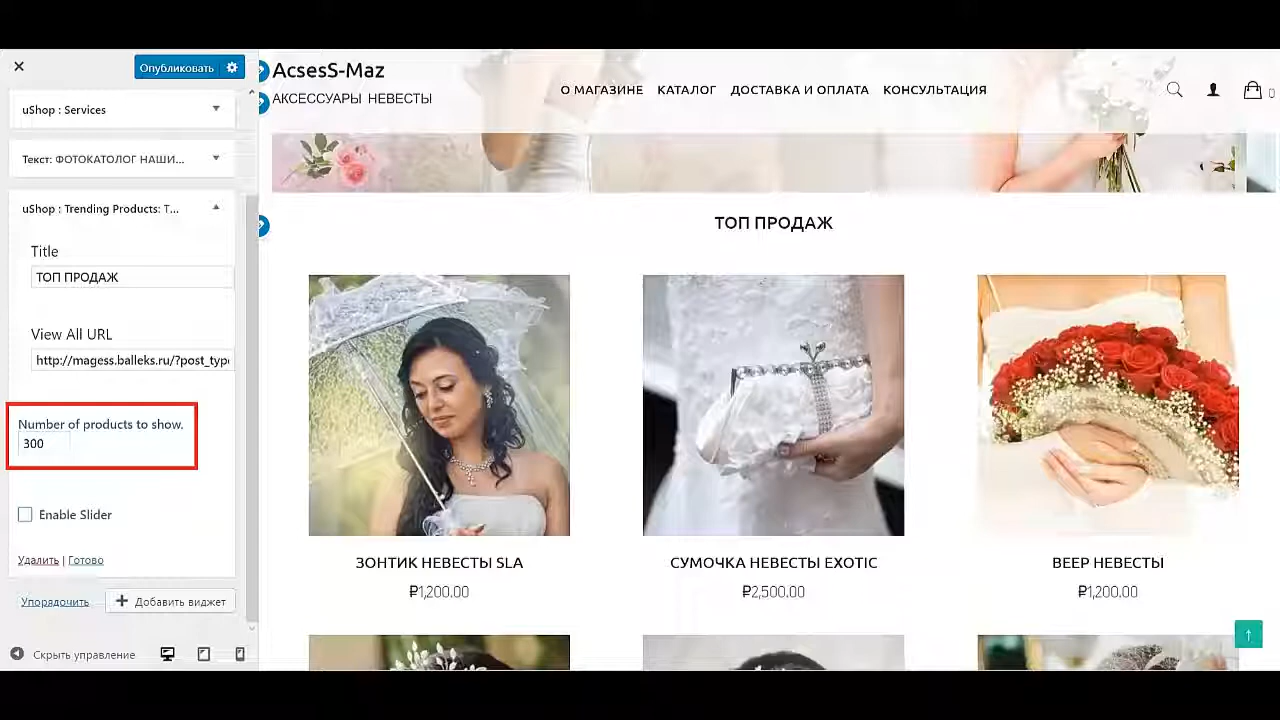 Опубликовать
uShop : Services
Текст: ФОТОКАТОЛОГ НАШИ...
uShop : Trending Products: Т...
Title
ТОП ПРОДАЖ
View All URL
http://magess.balleks.ru/?post_type
Number of products to show.
300
Enable Slider
Удалить | Готово
Упорядочить
Добавить виджет
Скрыть управление
AcsesS-Maz
АКСЕССУАРЫ НЕВЕСТЫ
О МАГАЗИНЕ КАТАЛОГ ДОСТАВКА И ОПЛАТА КОНСУЛЬТАЦИЯ
0
ТОП ПРОДАЖ
ЗОНТИК НЕВЕСТЫ SLA
₽1,200.00
СУМОЧКА НЕВЕСТЫ EXOTIC
₽2,500.00
ВЕЕР НЕВЕСТЫ
₽1,200.00